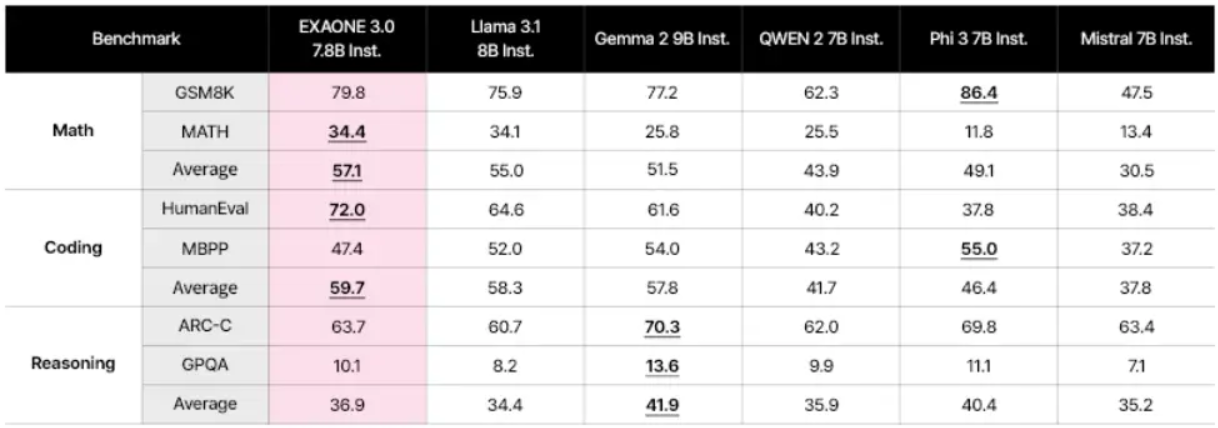 Benchmark EXAONE 3.0 7.8B Inst. Llama 3.1 8B Inst. Gemma 2 9B Inst. QWEN 2 7B Inst. Phi 3 7B Inst. Mistral 7B Inst.
Math
GSM8K 79.8 75.9 77.2 62.3 86.4 47.5
MATH 34.4 34.1 25.8 25.5 11.8 13.4
Average 57.1 55.0 51.5 43.9 49.1 30.5
Coding
HumanEval 72.0 64.6 61.6 40.2 37.8 38.4
MBPP 47.4 52.0 54.0 43.2 55.0 37.2
Average 59.7 58.3 57.8 41.7 46.4 37.8
Reasoning
ARC-C 63.7 60.7 70.3 62.0 69.8 63.4
GPQA 10.1 8.2 13.6 9.9 11.1 7.1
Average 36.9 34.4 41.9 35.9 40.4 35.2